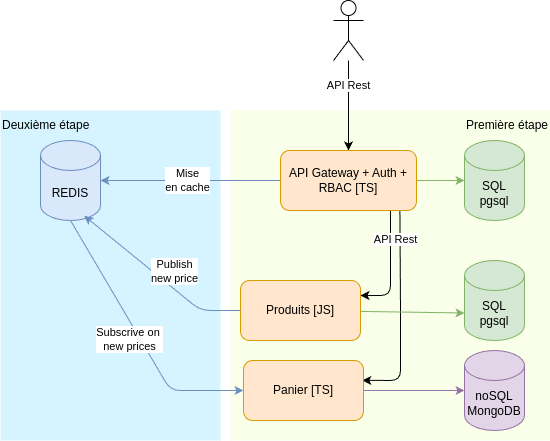 API Rest
Deuxième étape
Première étape
REDIS
Mise
en cache
API Gateway + Auth +
RBAC [TS]
SQL
pgsql
API Rest
Publish
new price
Produits [JS]
SQL
pgsql
Subscrive on
new prices
Panier [TS]
noSQL
MongoDB